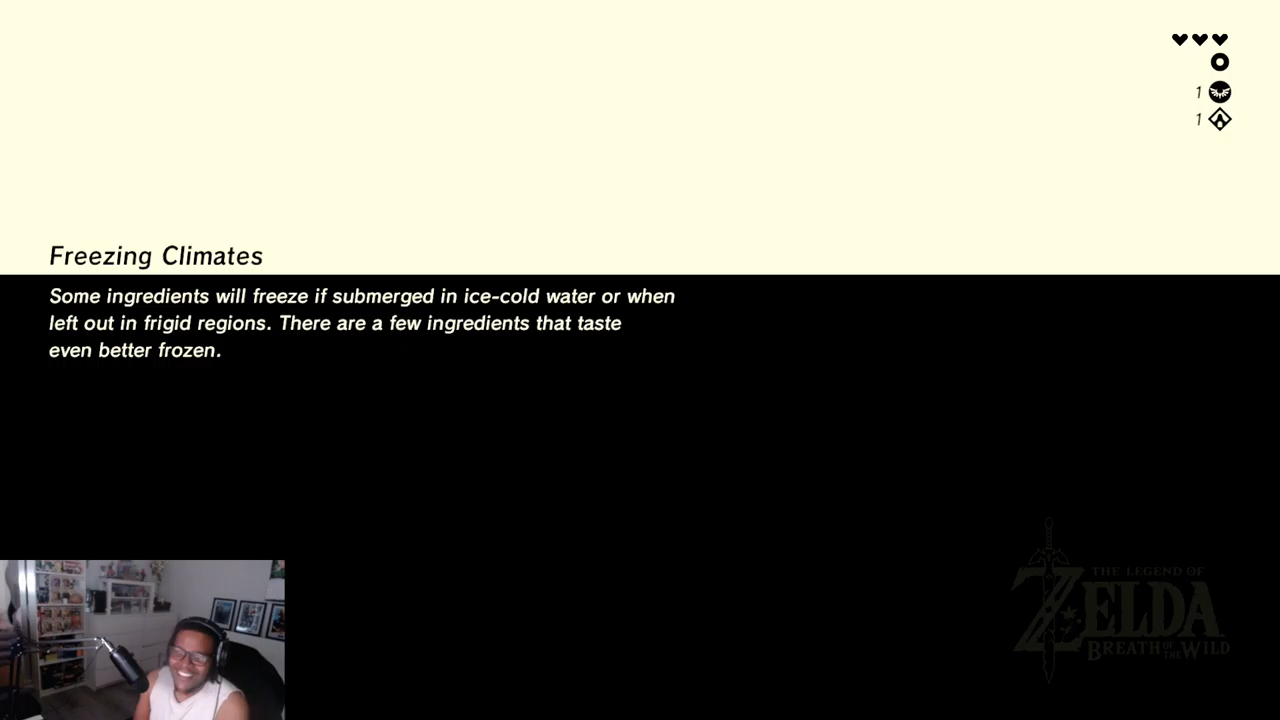 1
1
Freezing Climates
Some ingredients will freeze if submerged in ice-cold water or when
left out in frigid regions. There are a few ingredients that taste
even better frozen.
THE LEGEND OF
ZELDA
BREATH OF THE WILD